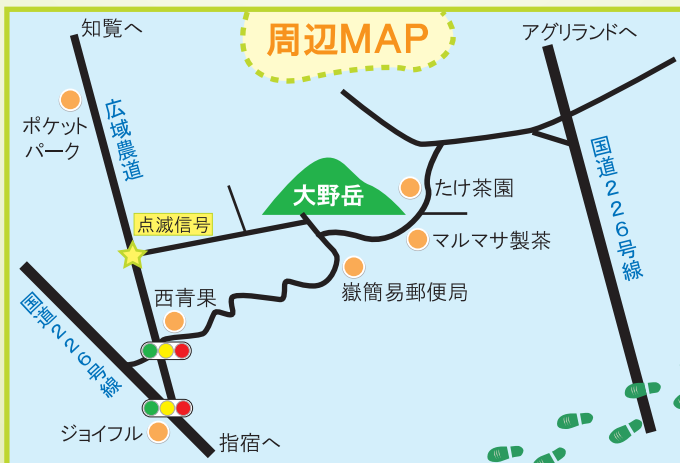 周辺MAP
知覧へ
アグリランドへ
ポケット
パーク
広域農道
国道226号線
大野岳
たけ茶園
点滅信号
マルマサ製茶
嶽簡易郵便局
西青果
国道226号線
ジョイフル
指宿へ